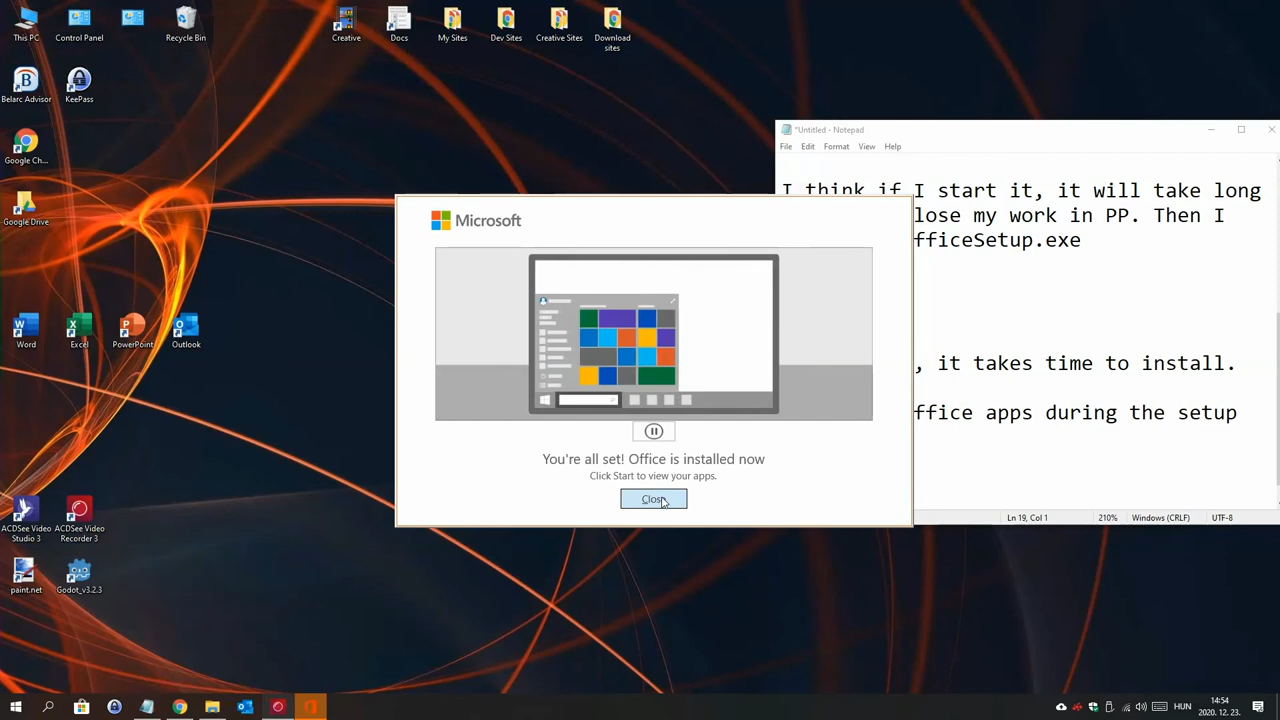 This PC
Control Panel
Recycle Bin
Creative
Docs
My Sites
Dev Sites
Creative Sites
Download
sites
Belarc Advisor
KeePass
Google Ch...
Google Drive
Word
Excel
PowerPoint
Outlook
ACDSee Video
Studio 3
ACDSee Video
Recorder 3
paint.net
Godot_v3.2.3
*Untitled - Notepad
File Edit Format View Help
I think if I start it, it will take long
lose my work in PP. Then I
fficeSetup.exe
, it takes time to install.
ffice apps during the setup
Ln 19, Col 1 210% Windows (CRLF) UTF-8
Microsoft
You're all set! Office is installed now
Click Start to view your apps.
Close
HUN
14:54
2020. 12. 23.